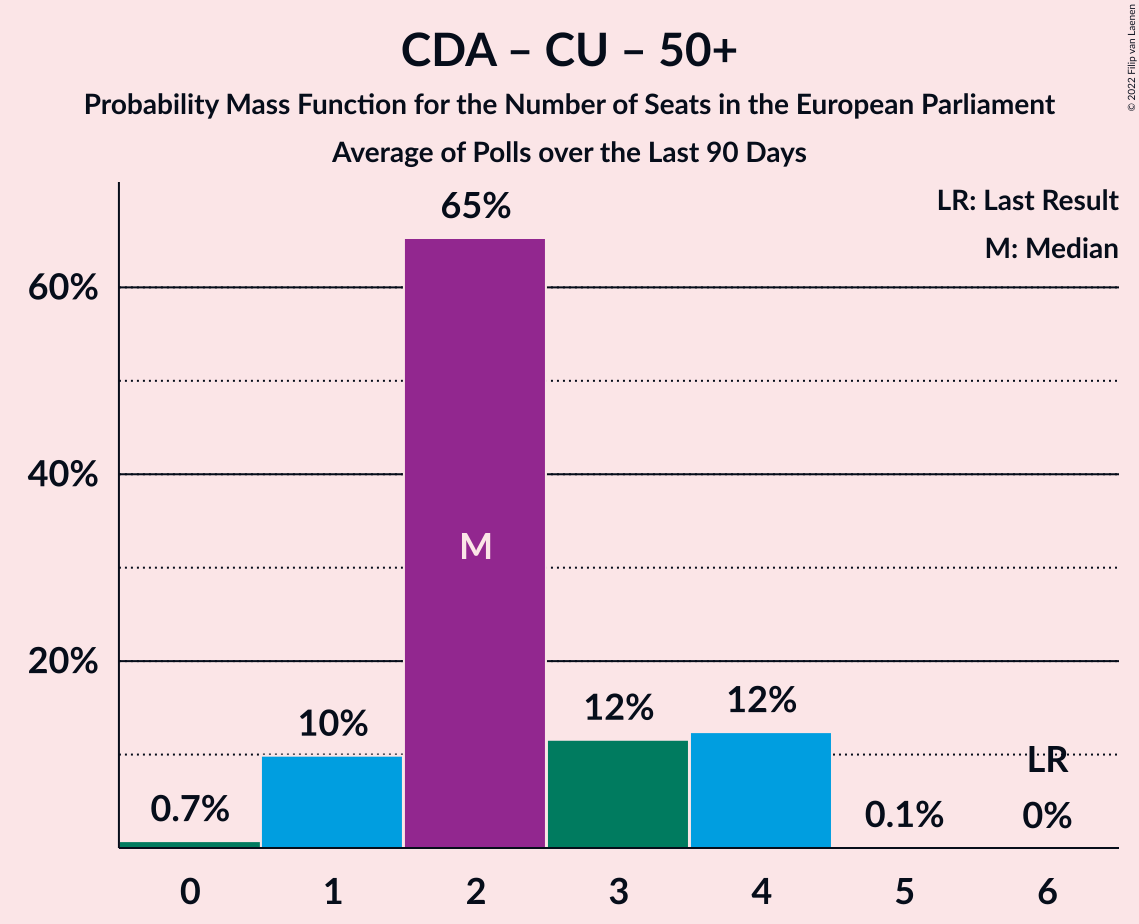 CDA – CU – 50+
Probability Mass Function for the Number of Seats in the European Parliament
Average of Polls over the Last 90 Days
© 2022 Filip van Laenen
LR: Last Result
M: Median
65%
60%
40%
M
20%
12%
12%
10%
LR
0.7%
0.1%
0%
0 1 2 3 4 5 6